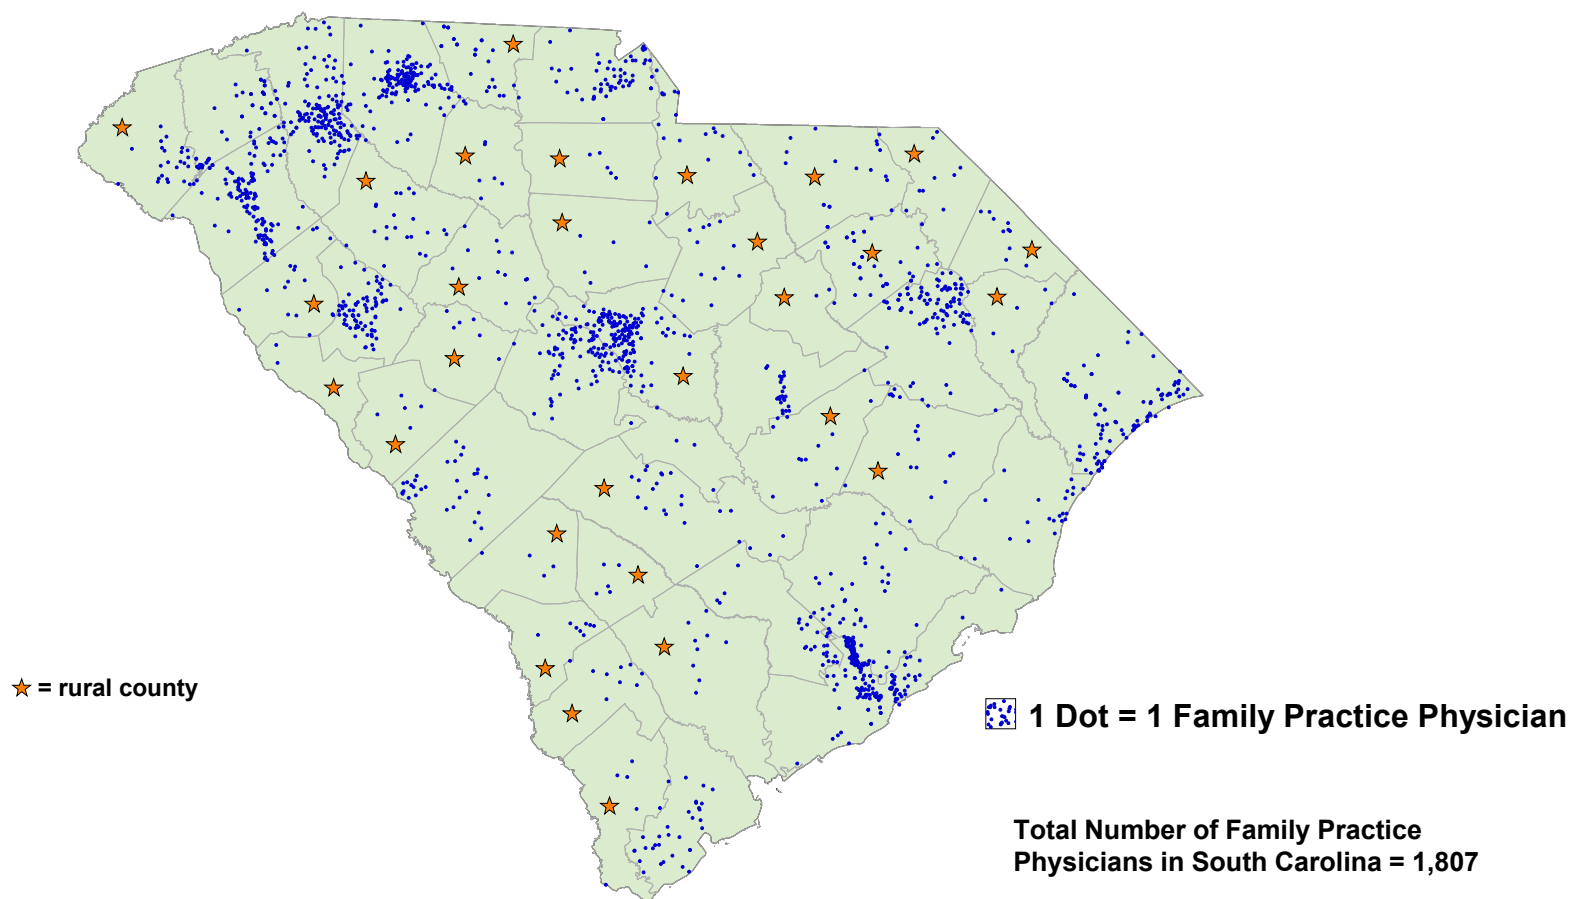 = rural county
1 Dot = 1 Family Practice Physician
Total Number of Family Practice
Physicians in South Carolina = 1,807